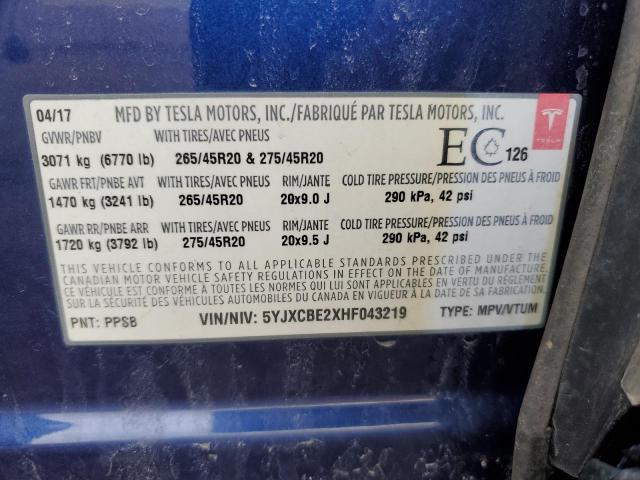 04/17 MFD BY TESLA MOTORS, INC./FABRIQUÉ PAR TESLA MOTORS, INC.
GVWR/PNBV WITH TIRES/AVEC PNEUS
3071 kg (6770 lb) 265/45R20 & 275/45R20
EC 126
TESLA
GAWR FRT/PNBE AVT WITH TIRES/AVEC PNEUS RIM/JANTE COLD TIRE PRESSURE/PRESSION DES PNEUS À FROID
1470 kg (3241 lb) 265/45R20 20x9.0 J 290 kPa, 42 psi
GAWR RR/PNBE ARR WITH TIRES/AVEC PNEUS RIM/JANTE COLD TIRE PRESSURE/PRESSION DES PNEUS À FROID
1720 kg (3792 lb) 275/45R20 20x9.5 J 290 kPa, 42 psi
THIS VEHICLE CONFORMS TO ALL APPLICABLE STANDARDS PRESCRIBED UNDER THE
CANADIAN MOTOR VEHICLE SAFETY REGULATIONS IN EFFECT ON THE DATE OF MANUFACTURE.
CE VÉHICULE EST CONFORME À TOUTES LES NORMES QUI LUI SONT APPLICABLES EN VERTU DU RÈGLEMENT
SUR LA SÉCURITÉ DES VÉHICULES AUTOMOBILES DU CANADA EN VIGUEUR À LA DATE DE SA FABRICATION.
PNT: PPSB VIN/NIV: 5YJXCBE2XHF043219 TYPE: MPV/VTUM